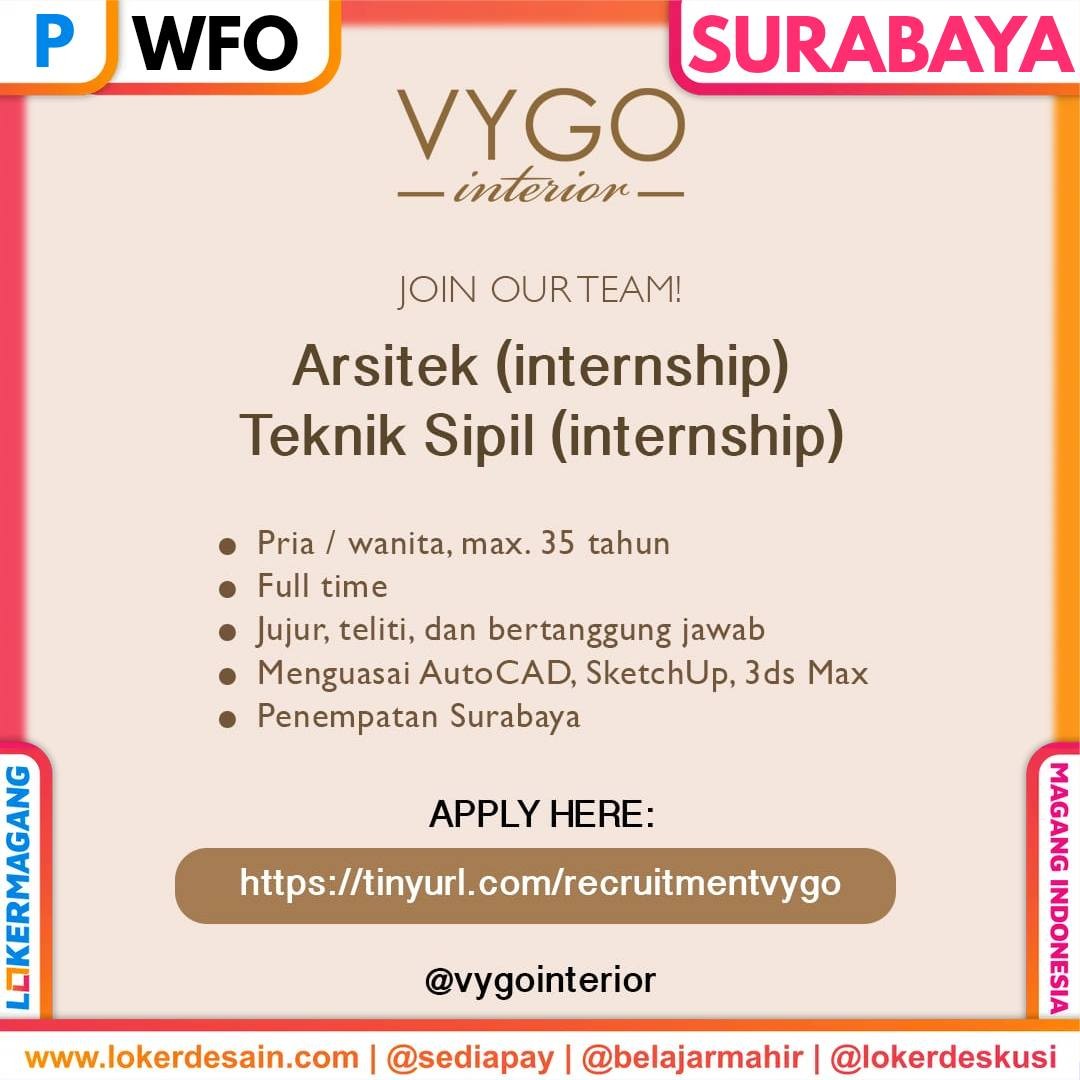 P
WFO
SURABAYA
VYGO
interior
JOIN OUR TEAM!
Arsitek (internship)
Teknik Sipil (internship)
Pria / wanita, max. 35 tahun
Full time
Jujur, teliti, dan bertanggung jawab
Menguasai AutoCAD, SketchUp, 3ds Max
Penempatan Surabaya
APPLY HERE:
https://tinyurl.com/recruitmentvygo
@vygointerior
LOKERMAGANG
MAGANG INDONESIA
www.lokerdesain.com | @sediapay | @belajarmahir | @lokerdeskusi